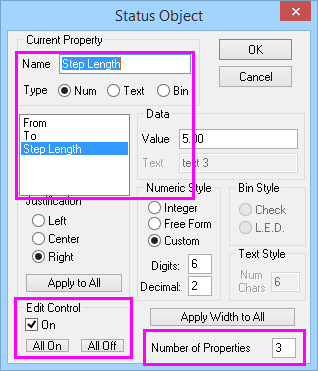 Status Object
Current Property
Name Step Length
Type Num Text Bin
OK
Cancel
From
To
Step Length
Data
Value 5.00
Text text 3
Justification
Left
Center
Right
Apply to All
Numeric Style
Integer
Free Form
Custom
Digits: 6
Decimal: 2
Bin Style
Check
L.E.D.
Text Style
Num Chars 6
Edit Control
On
All On All Off
Apply Width to All
Number of Properties 3